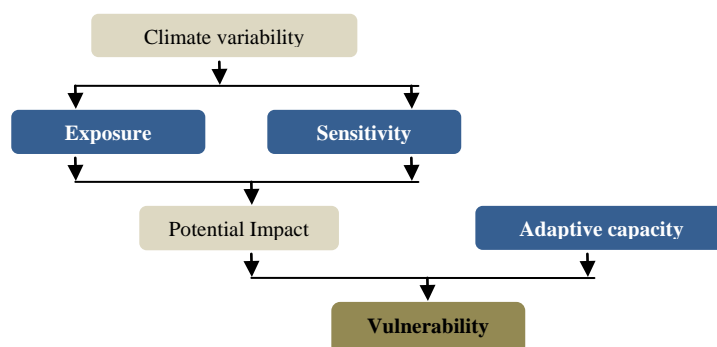 Climate variability
Exposure
Sensitivity
Potential Impact
Adaptive capacity
Vulnerability